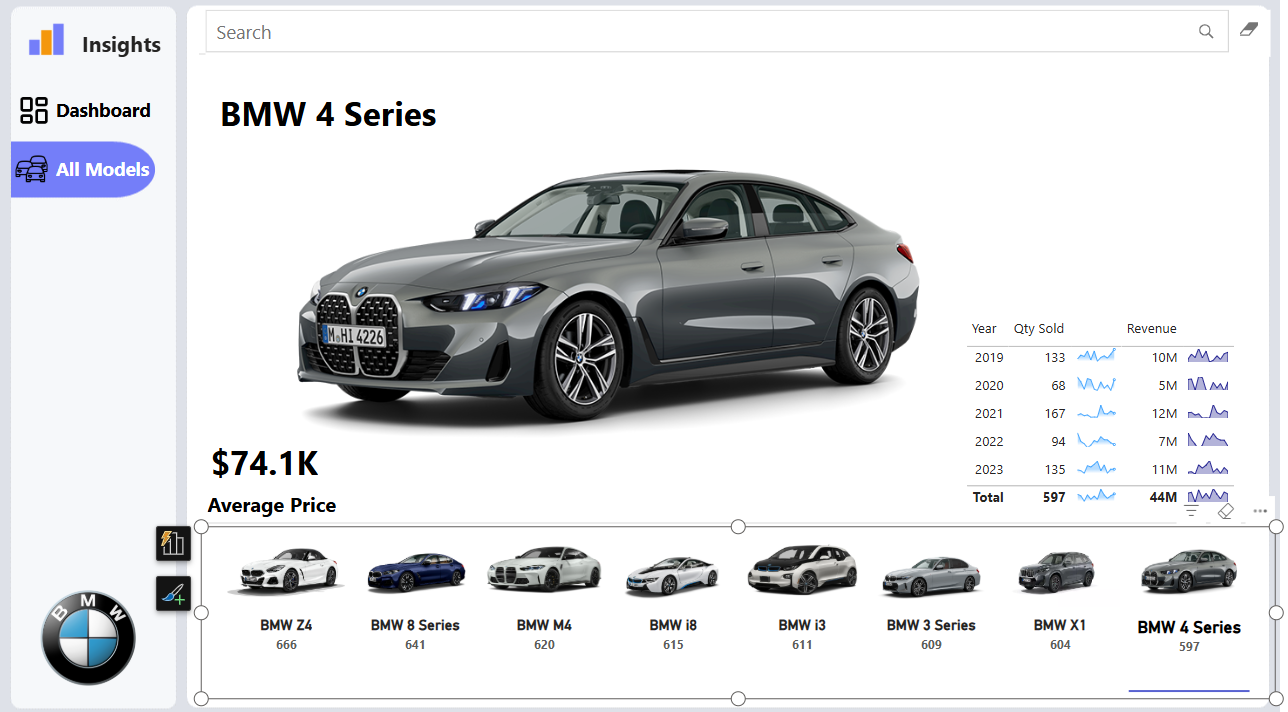 Insights
Search
Dashboard
All Models
BMW 4 Series
M HI 4226
Year Qty Sold Revenue
2019 133 10M
2020 68 5M
2021 167 12M
2022 94 7M
2023 135 11M
Total 597 44M
$74.1K
Average Price
BMW Z4
666
BMW 8 Series
641
BMW M4
620
BMW i8
615
BMW i3
611
BMW 3 Series
609
BMW X1
604
BMW 4 Series
597
BMW